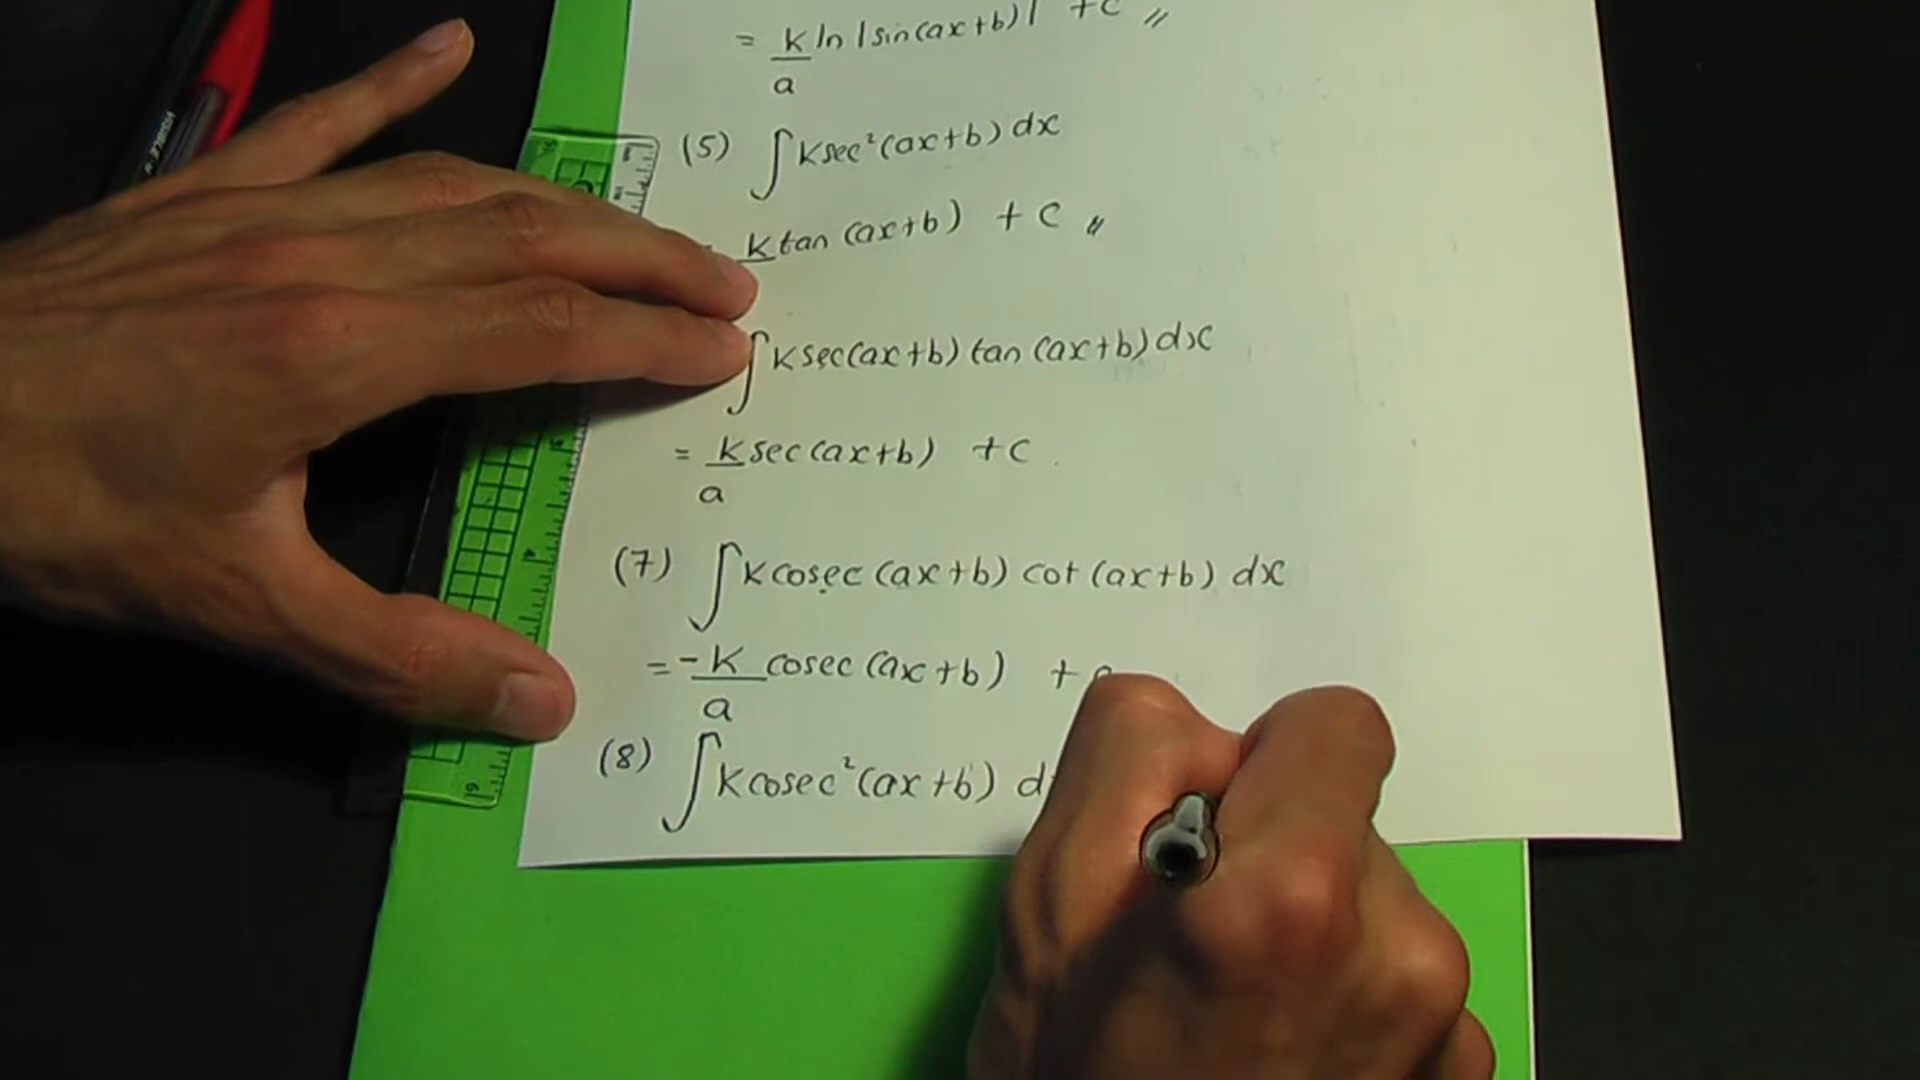 = k/a ln |sin(ax+b)| + c //
(5) ∫ k sec²(ax+b) dx
k tan (ax+b) + c //
∫ k sec(ax+b) tan (ax+b) dx
= k/a sec(ax+b) + c
(7) ∫ k cosec (ax+b) cot (ax+b) dx
= -k/a cosec (ax+b) +
(8) ∫ k cosec² (ax+b) d